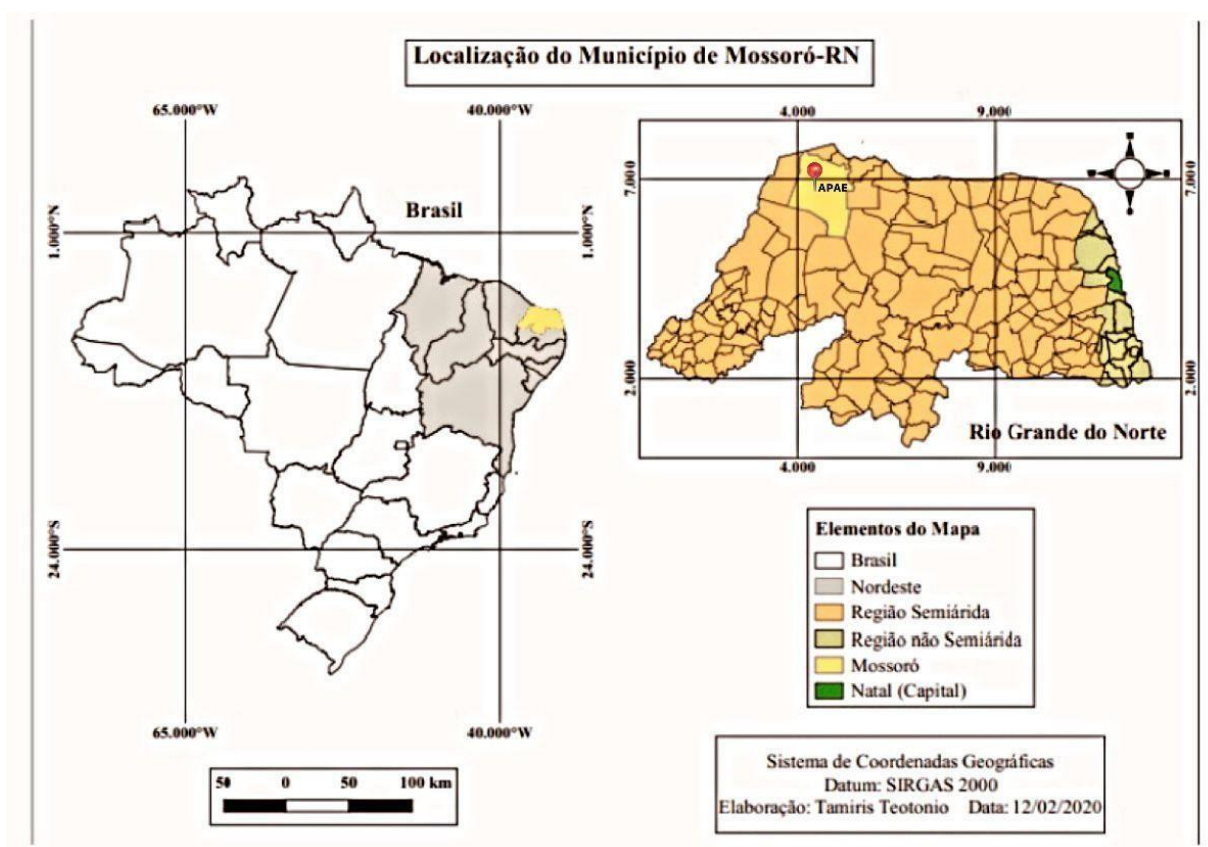 Localização do Município de Mossoró-RN
65.000°W
40.000°W
1.000°N
1.000°N
Brasil
24.000°S
24.000°S
65.000°W
40.000°W
4.000
9.000
7.000
7.000
APAE
2.000
2.000
Rio Grande do Norte
4.000
9.000
Elementos do Mapa
Brasil
Nordeste
Região Semiárida
Região não Semiárida
Mossoró
Natal (Capital)
50 0 50 100 km
Sistema de Coordenadas Geográficas
Datum: SIRGAS 2000
Elaboração: Tamiris Teotonio Data: 12/02/2020